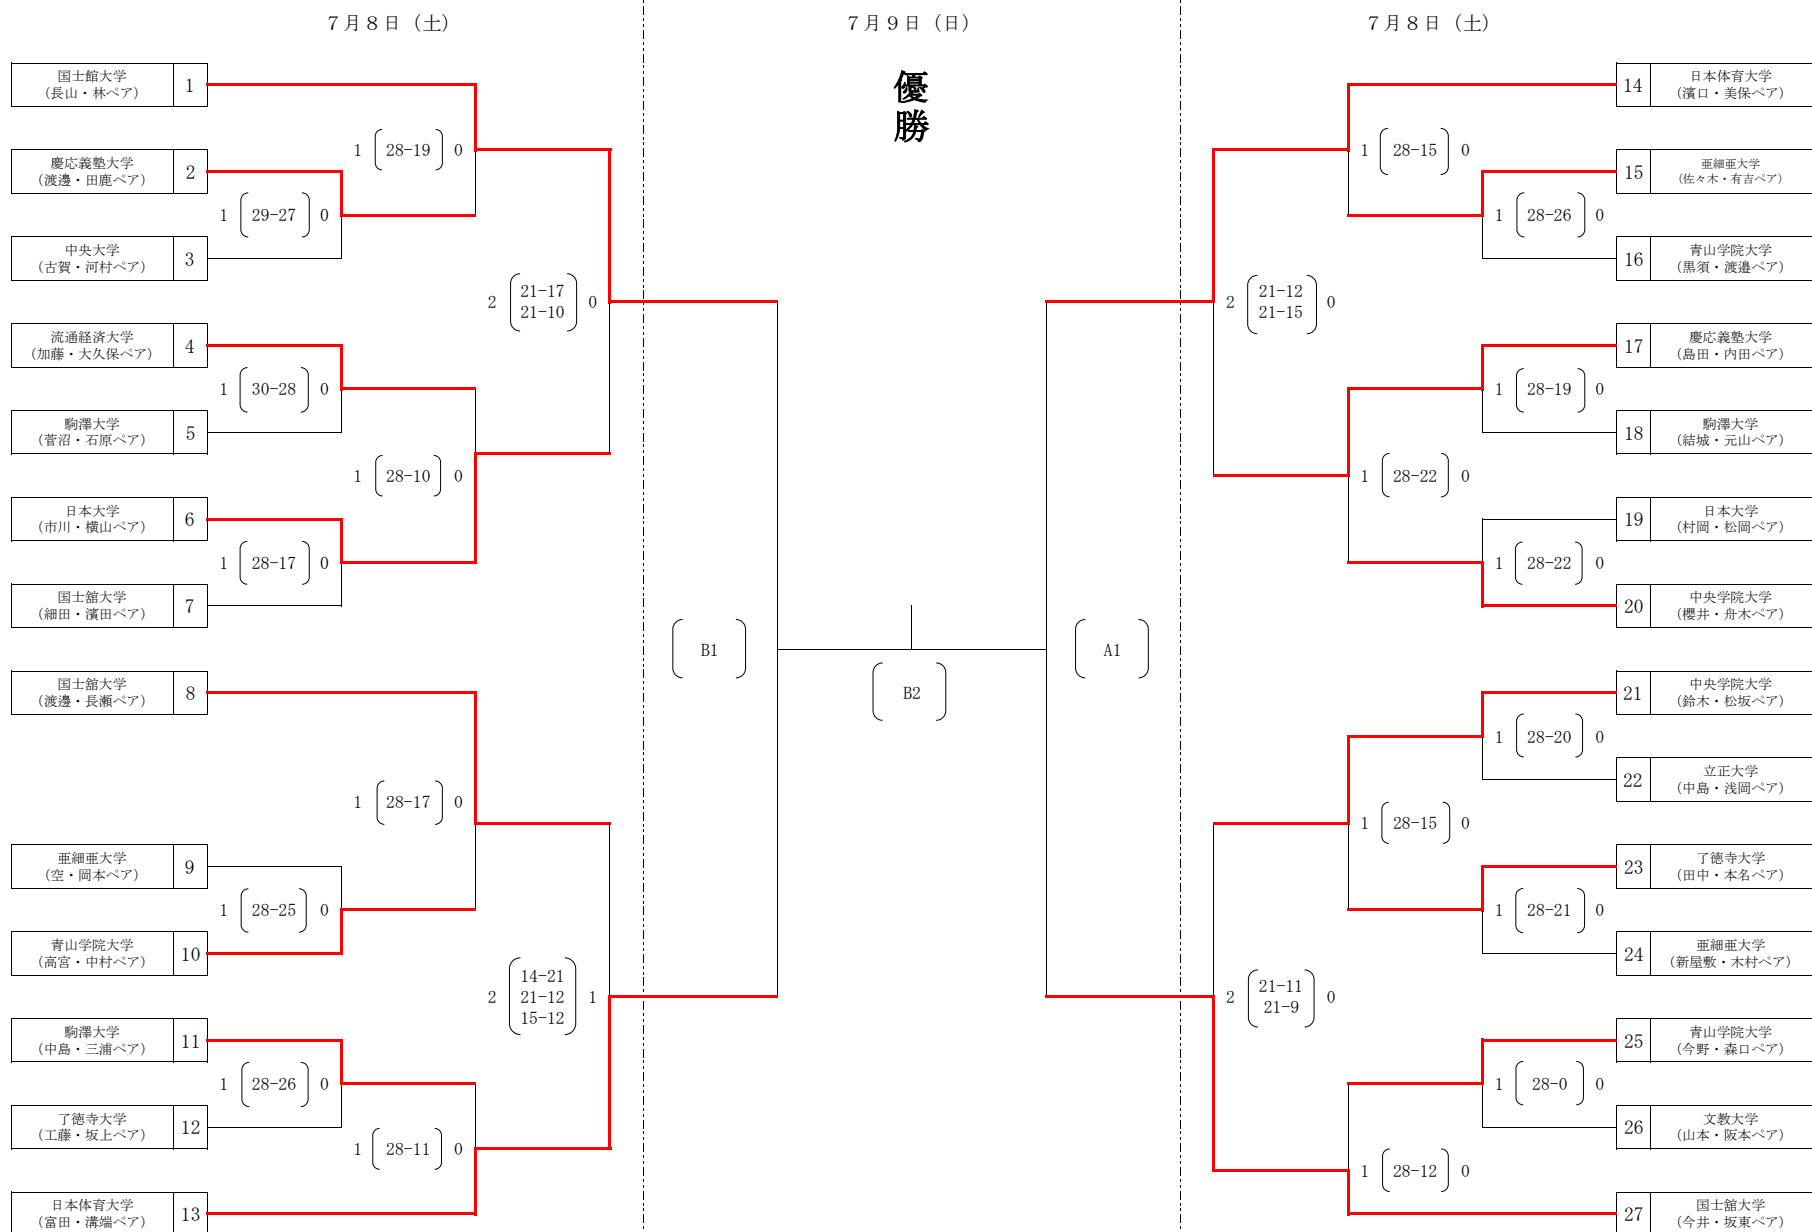 7月8日（土）
7月9日（日）
7月8日（土）
優
勝
国士館大学
（長山・林ペア）
1
慶応義塾大学
（渡邊・田鹿ペア）
2
中央大学
（古賀・河村ペア）
3
流通経済大学
（加藤・大久保ペア）
4
駒澤大学
（菅沼・石原ペア）
5
日本大学
（市川・横山ペア）
6
国士舘大学
（細田・濱田ペア）
7
国士舘大学
（渡邊・長瀬ペア）
8
亜細亜大学
（空・岡本ペア）
9
青山学院大学
（高宮・中村ペア）
10
駒澤大学
（中島・三浦ペア）
11
了徳寺大学
（工藤・坂上ペア）
12
日本体育大学
（富田・溝端ペア）
13
1 28-19 0
1 29-27 0
2 21-17 0
21-10
1 30-28 0
1 28-10 0
1 28-17 0
1 28-17 0
1 28-25 0
14-21
2 21-12 1
15-12
1 28-26 0
1 28-11 0
B1
B2
A1
14
日本体育大学
（濱口・美保ペア）
15
亜細亜大学
（佐々木・有吉ペア）
16
青山学院大学
（黒須・渡邉ペア）
17
慶応義塾大学
（島田・内田ペア）
18
駒澤大学
（結城・元山ペア）
19
日本大学
（村岡・松岡ペア）
20
中央学院大学
（櫻井・舟木ペア）
21
中央学院大学
（鈴木・松坂ペア）
22
立正大学
（中島・浅岡ペア）
23
了徳寺大学
（田中・本名ペア）
24
亜細亜大学
（新屋敷・木村ペア）
25
青山学院大学
（今野・森口ペア）
26
文教大学
（山本・阪本ペア）
27
国士舘大学
（今井・坂東ペア）
1 28-15 0
1 28-26 0
2 21-12 0
21-15
1 28-19 0
1 28-22 0
1 28-22 0
1 28-20 0
1 28-15 0
1 28-21 0
2 21-11 0
21-9
1 28-0 0
1 28-12 0